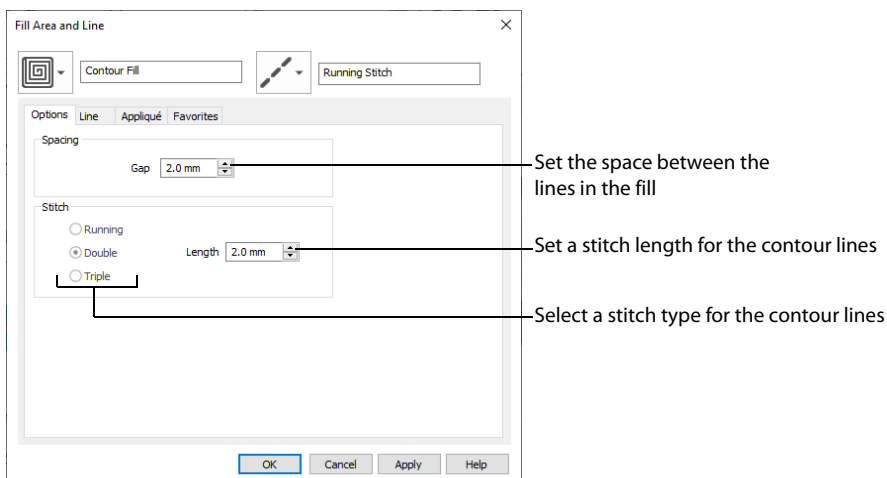 Fill Area and Line
Contour Fill
Running Stitch
Options Line Appliqué Favorites
Spacing
Gap 2.0 mm
Set the space between the
lines in the fill
Stitch
Running
Double Length 2.0 mm
Set a stitch length for the contour lines
Triple
Select a stitch type for the contour lines
OK Cancel Apply Help